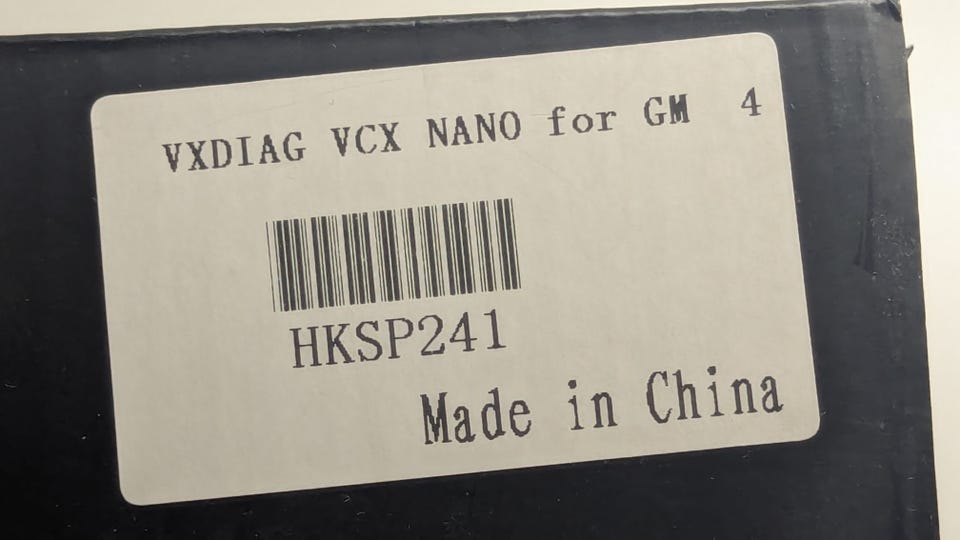 VXDIAG VCX NANO for GM 4
HKSP241
Made in China